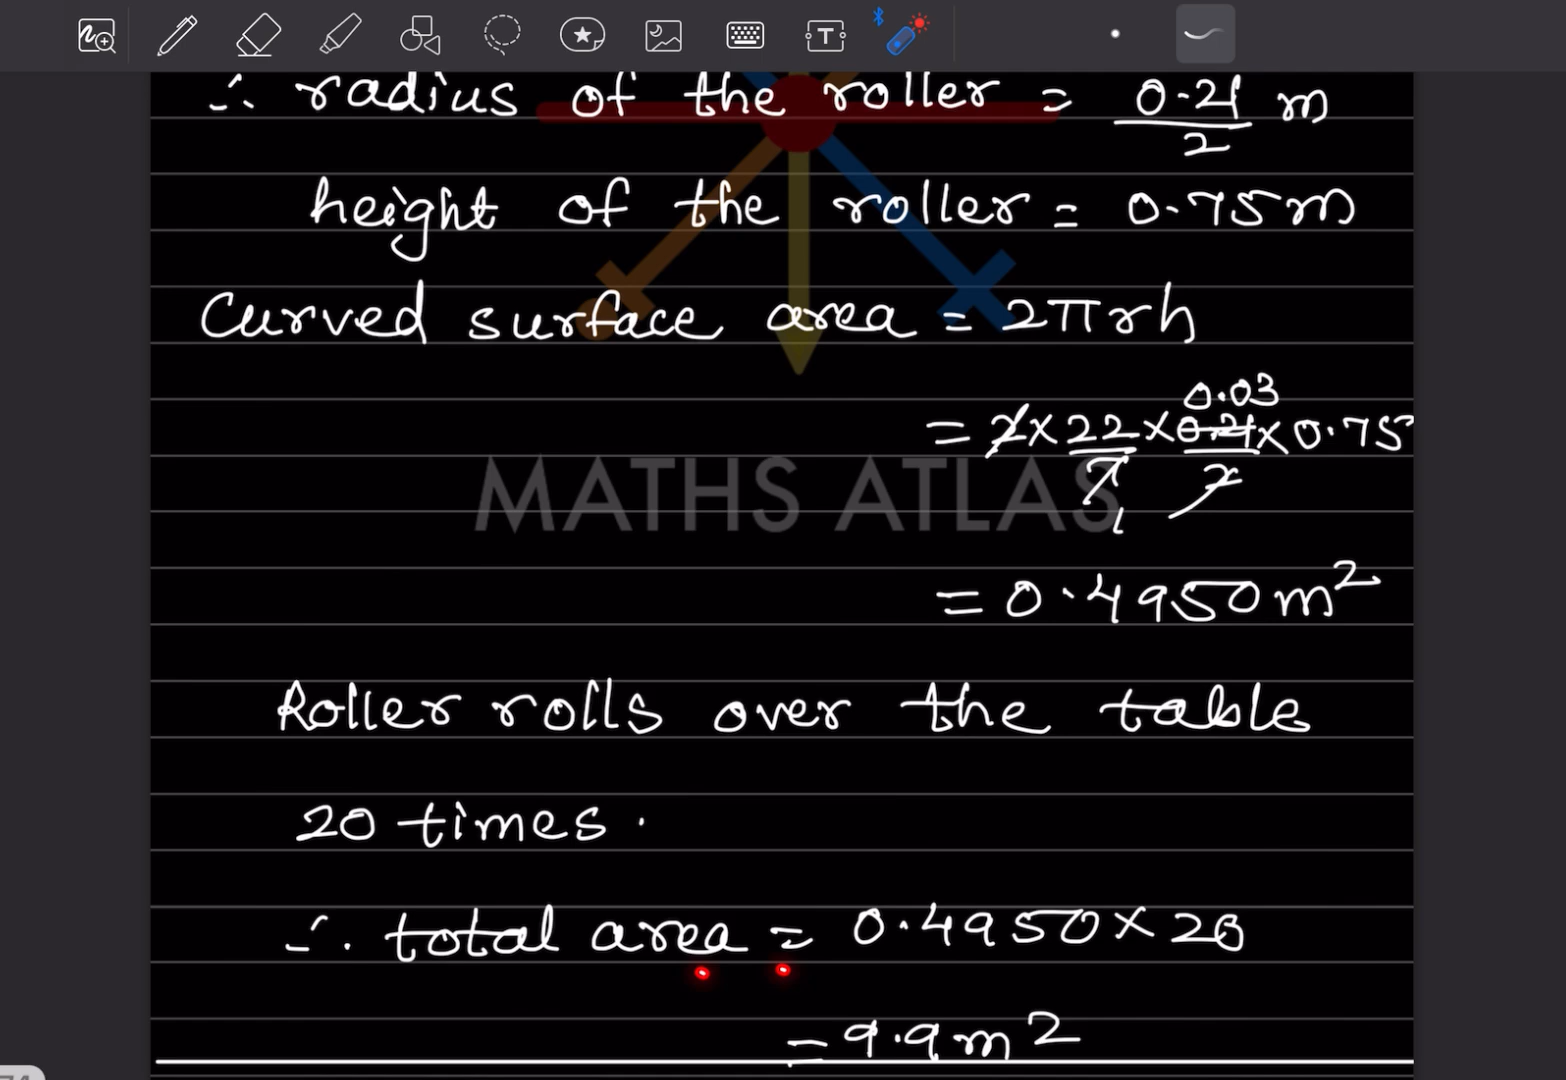 ∴ radius of the roller = 0.21/2 m
height of the roller = 0.75m
Curved surface area = 2πrh
0.03
= 2 × 22/7 × 0.21/2 × 0.75
1
MATHS ATLAS
= 0.4950 m²
Roller rolls over the table
20 times.
∴ total area = 0.4950 × 20
= 9.9 m²